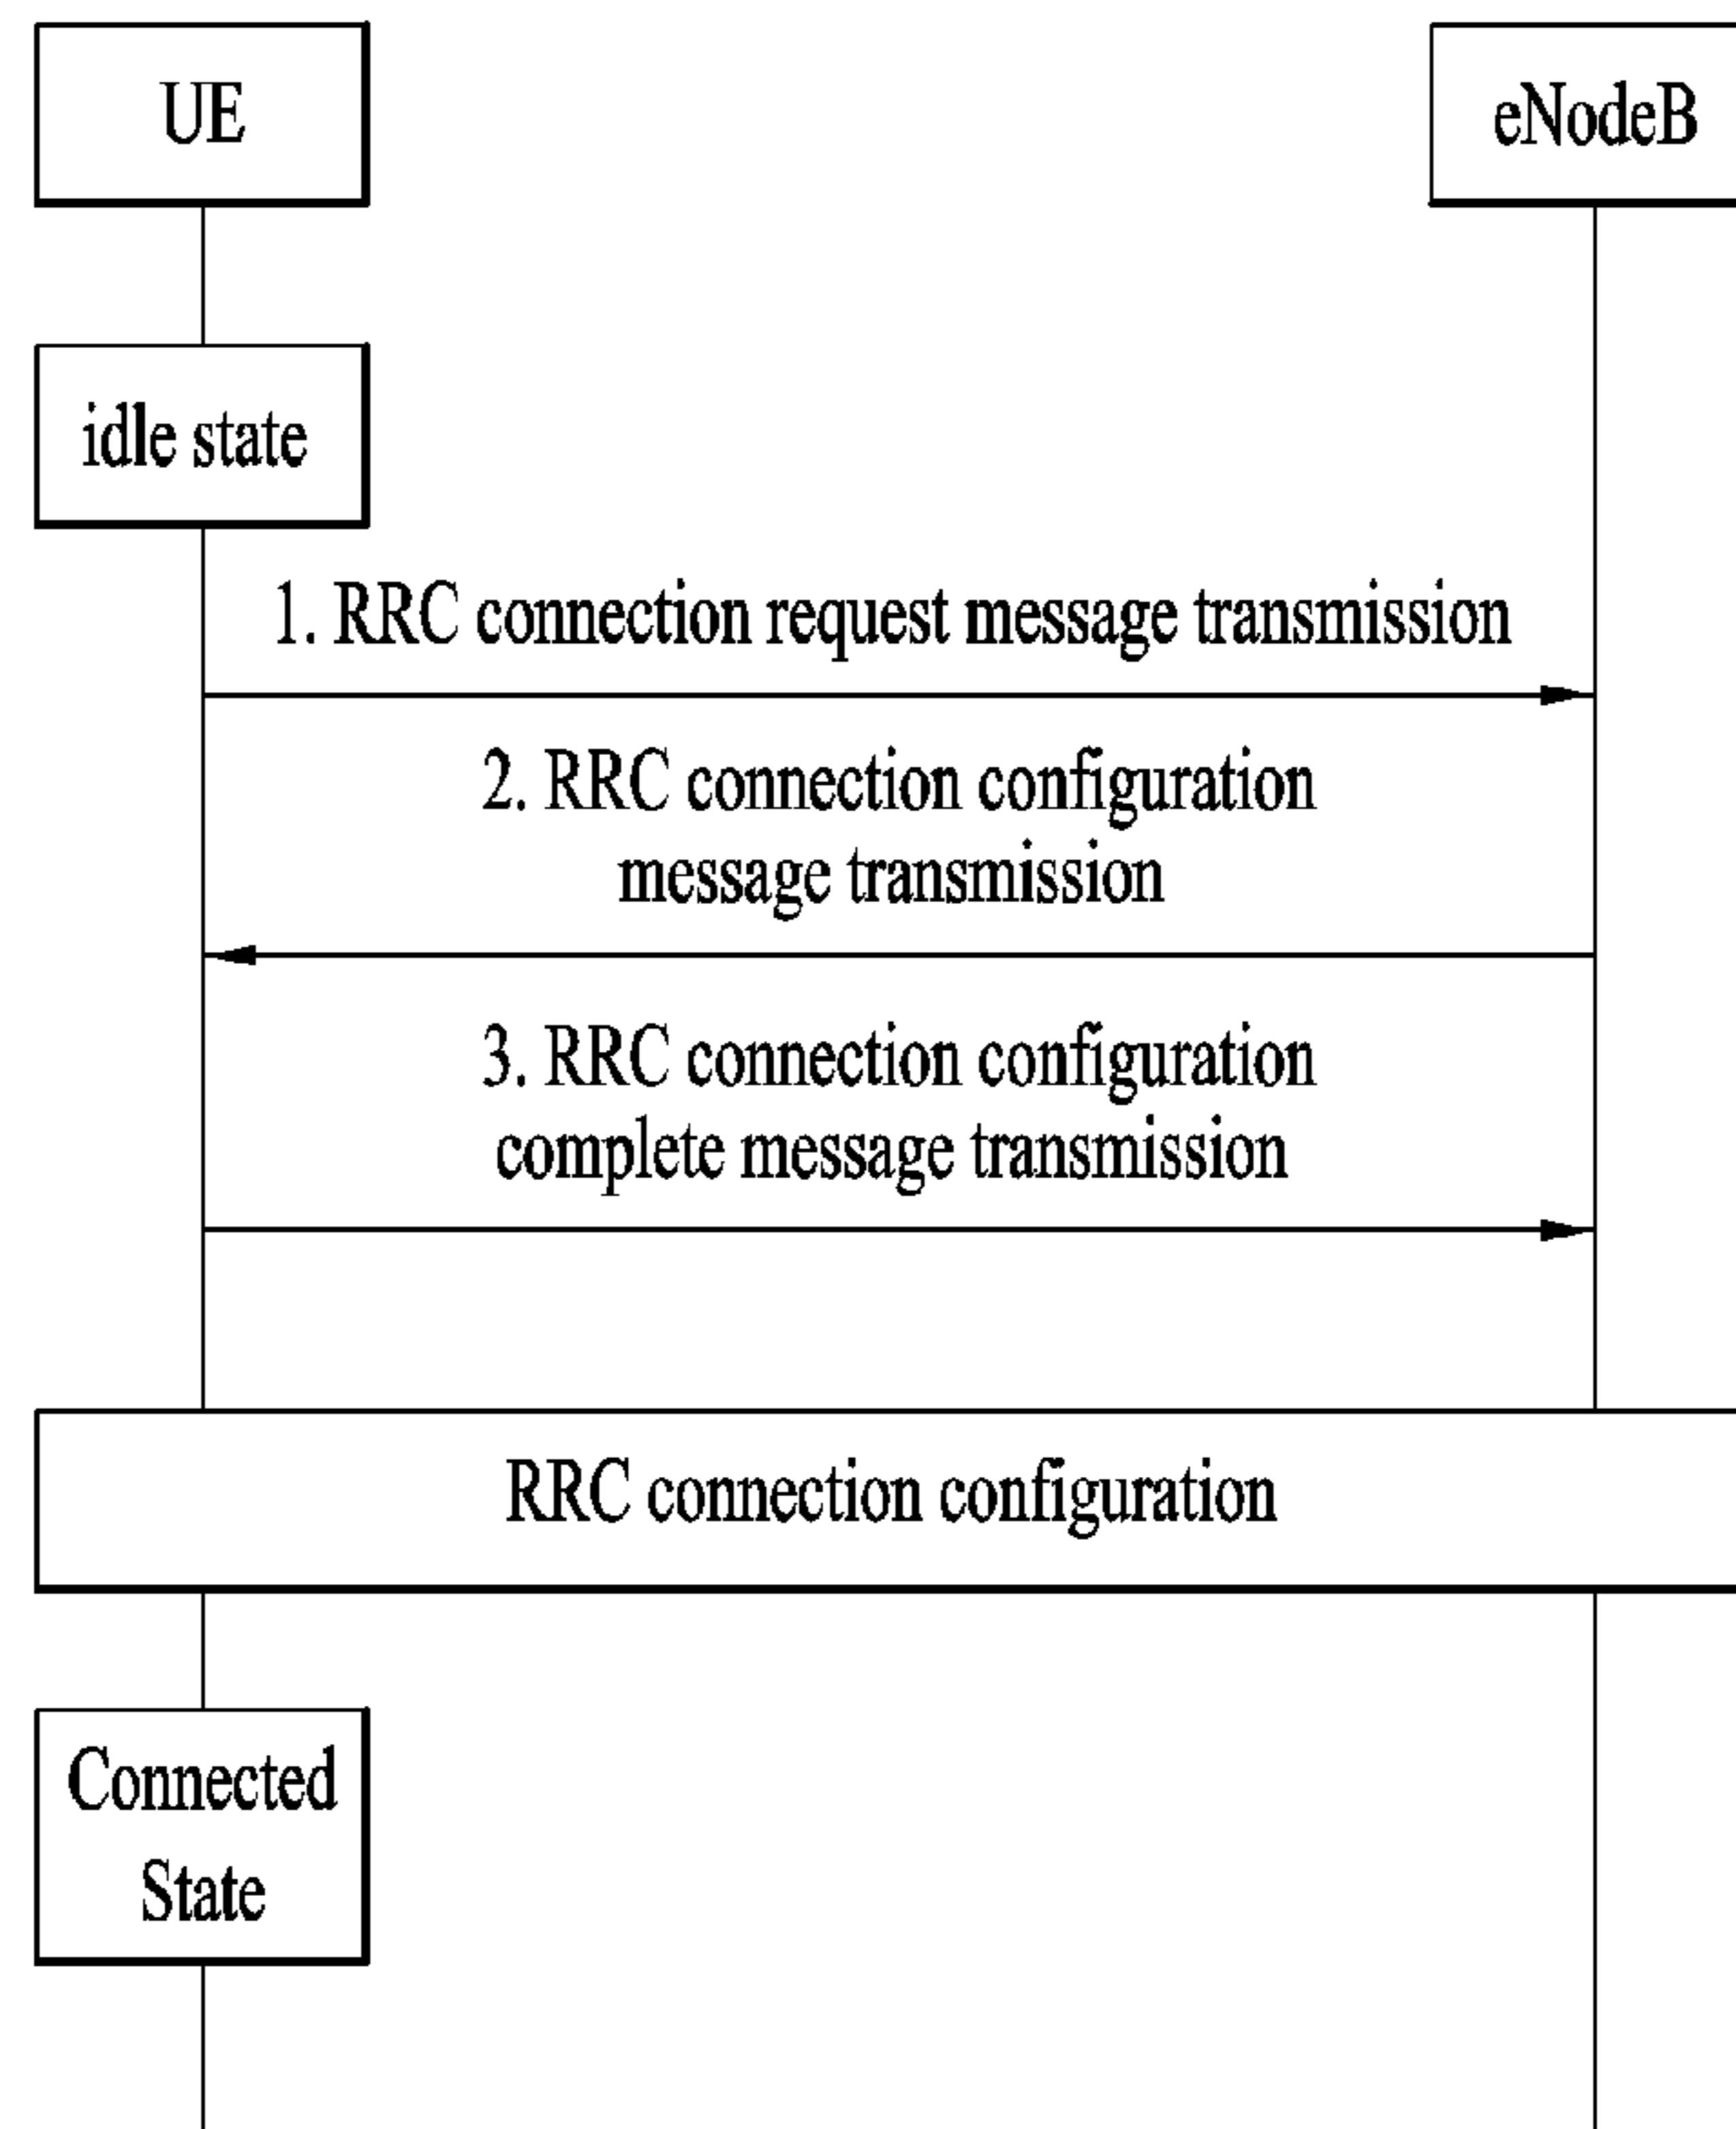 UE
eNodeB
idle state
1. RRC connection request message transmission
2. RRC connection configuration
message transmission
3. RRC connection configuration
complete message transmission
RRC connection configuration
Connected
State